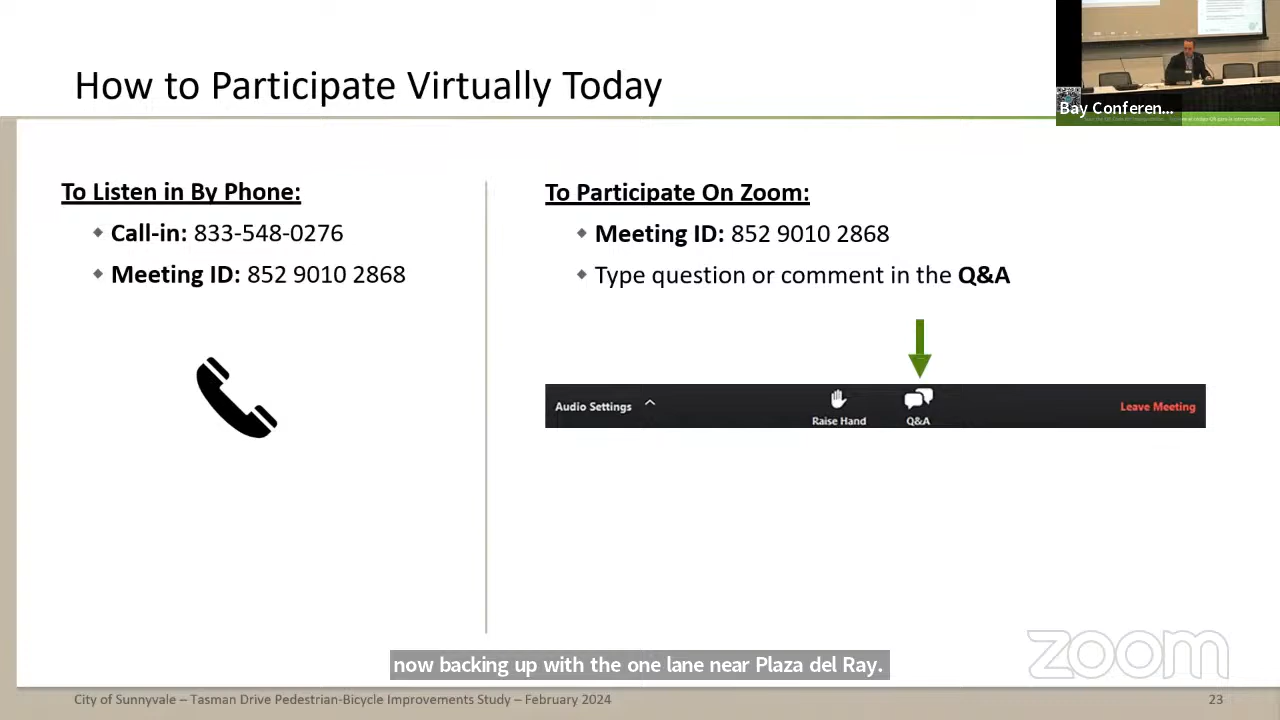 How to Participate Virtually Today
Bay Conferen...
To Listen in By Phone:
Call-in: 833-548-0276
Meeting ID: 852 9010 2868
To Participate On Zoom:
Meeting ID: 852 9010 2868
Type question or comment in the Q&A
Audio Settings
Raise Hand
Q&A
Leave Meeting
zoom
now backing up with the one lane near Plaza del Ray.
City of Sunnyvale – Tasman Drive Pedestrian-Bicycle Improvements Study – February 2024
23